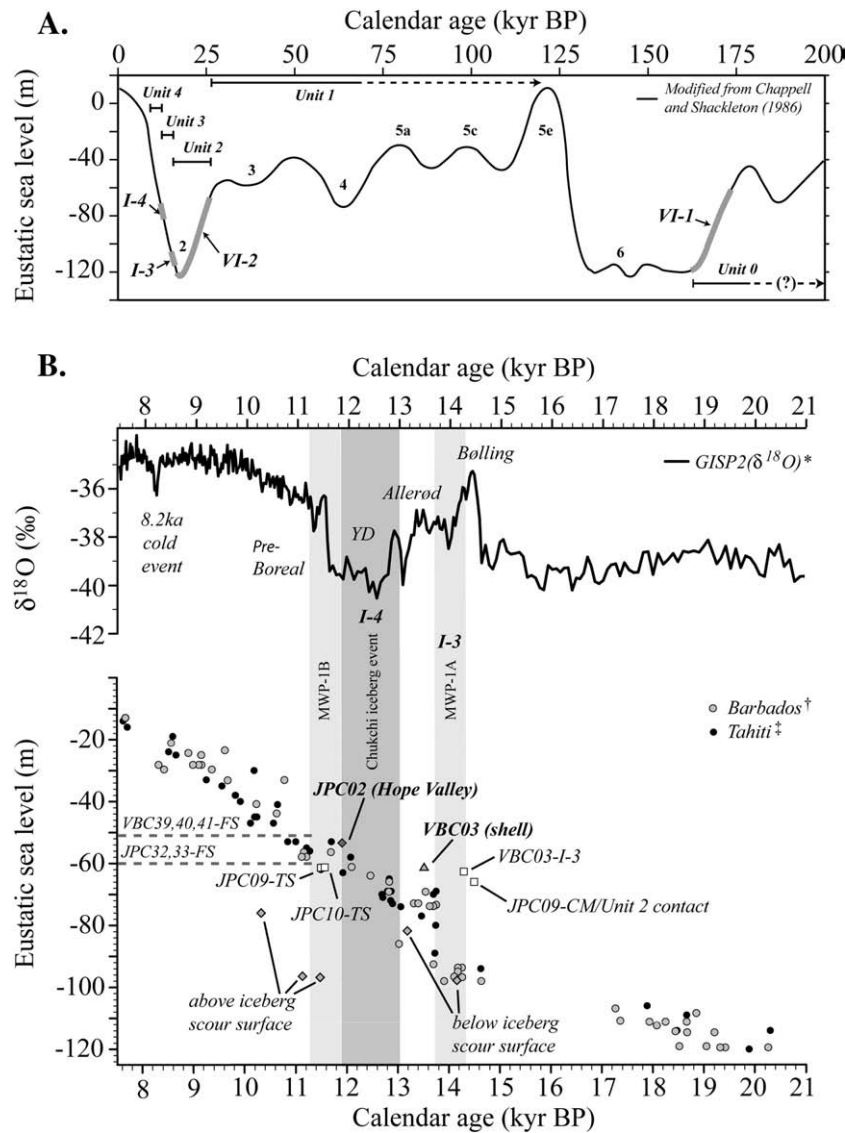 A.
Calendar age (kyr BP)
0 25 50 75 100 125 150 175 200
Eustatic sea level (m)
0
-40
-80
-120
Unit 4
Unit 3
Unit 2
Unit 1
Modified from Chappell
and Shackleton (1986)
5a
5c
5e
3
4
2
6
I-4
I-3
VI-2
VI-1
Unit 0
(?)
B.
Calendar age (kyr BP)
8 9 10 11 12 13 14 15 16 17 18 19 20 21
δ18O (‰)
-36
-38
-40
-42
GISP2(δ18O)*
Bølling
Allerød
YD
8.2ka
cold
event
Pre-
Boreal
I-4
I-3
MWP-1B
Chukchi iceberg event
MWP-1A
Eustatic sea level (m)
-20
-40
-60
-80
-100
-120
Barbados†
Tahiti‡
JPC02 (Hope Valley)
VBC39,40,41-FS
VBC03 (shell)
VBC03-I-3
JPC32,33-FS
JPC09-TS
JPC10-TS
JPC09-CM/Unit 2 contact
above iceberg
scour surface
below iceberg
scour surface
8 9 10 11 12 13 14 15 16 17 18 19 20 21
Calendar age (kyr BP)